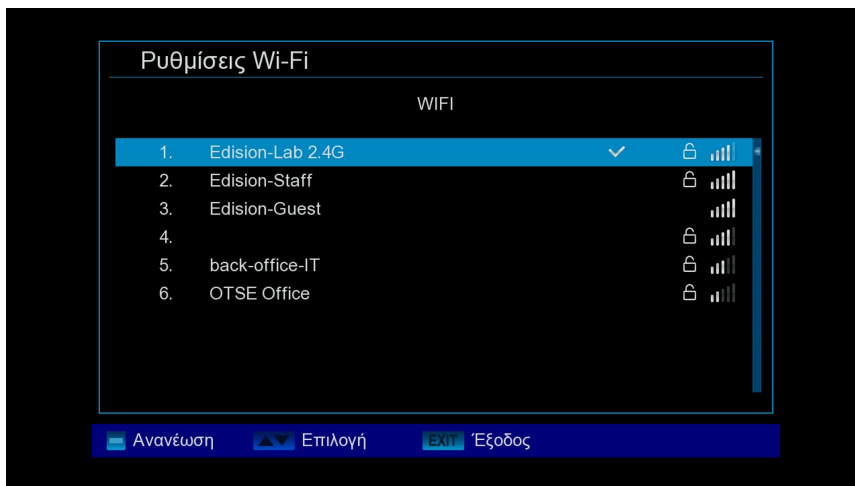 Ρυθμίσεις Wi-Fi
WIFI
1. Edision-Lab 2.4G
2. Edision-Staff
3. Edision-Guest
4.
5. back-office-IT
6. OTSE Office
Ανανέωση Επιλογή EXIT Έξοδος